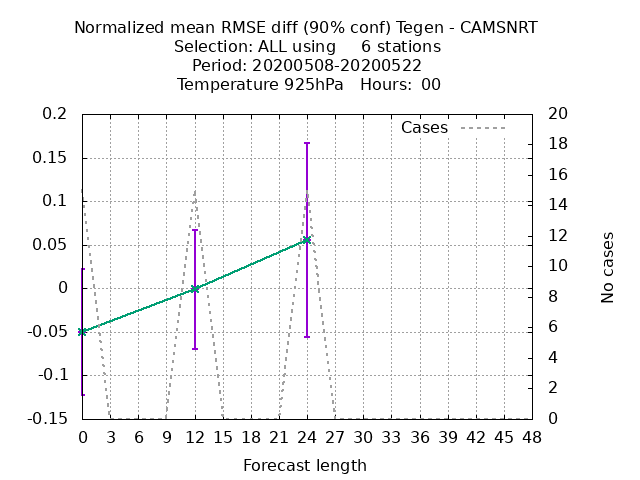 Normalized mean RMSE diff (90% conf) Tegen - CAMSNRT
Selection: ALL using     6 stations
Period: 20200508-20200522
Temperature 925hPa   Hours:  00
Cases
0.2
0.15
0.1
0.05
0
-0.05
-0.1
-0.15
20
18
16
14
12
10
8
6
4
2
0
No cases
0 3 6 9 12 15 18 21 24 27 30 33 36 39 42 45 48
Forecast length